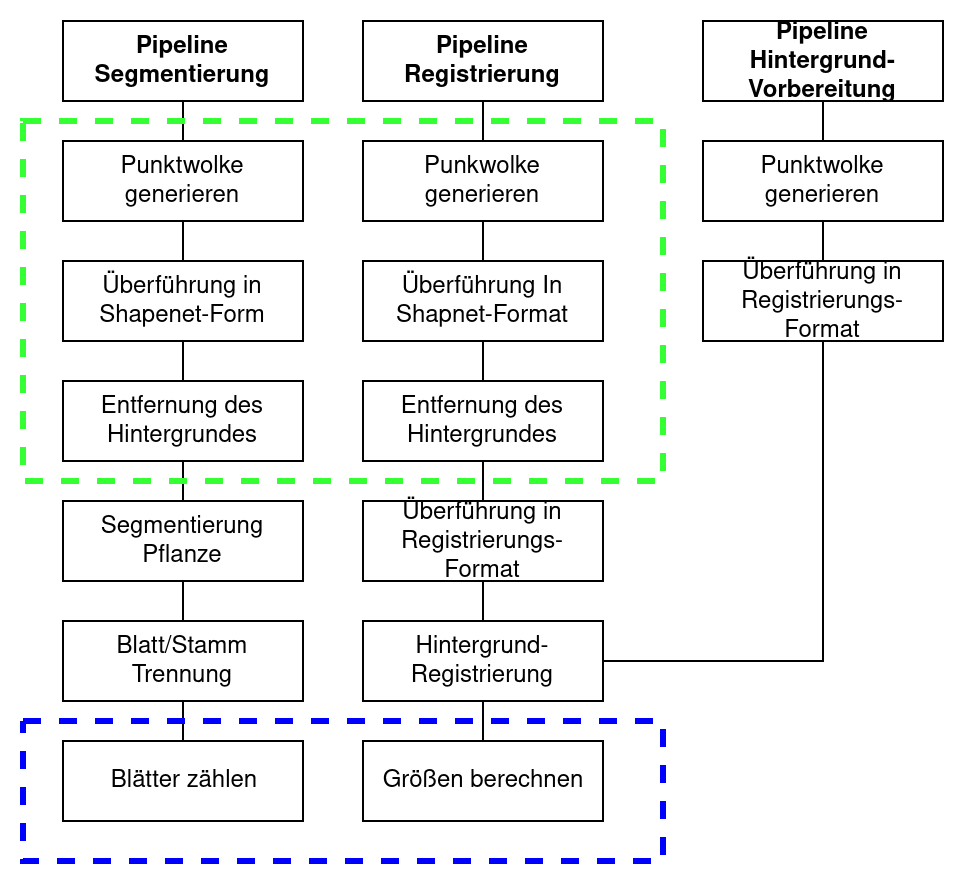 Pipeline
Segmentierung
Punktwolke
generieren
Überführung in
Shapenet-Form
Entfernung des
Hintergrundes
Segmentierung
Pflanze
Blatt/Stamm
Trennung
Blätter zählen
Pipeline
Registrierung
Punkwolke
generieren
Überführung In
Shapnet-Format
Entfernung des
Hintergrundes
Überführung in
Registrierungs-
Format
Hintergrund-
Registrierung
Größen berechnen
Pipeline
Hintergrund-
Vorbereitung
Punktwolke
generieren
Überführung in
Registrierungs-
Format